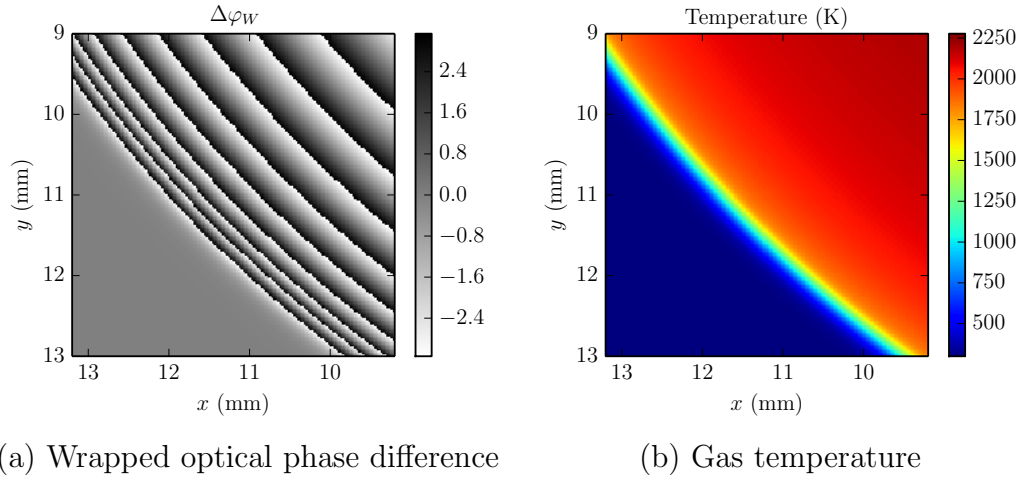 Δφ_W
9
10
11
12
13
13 12 11 10
x (mm)
y (mm)
2.4
1.6
0.8
0.0
−0.8
−1.6
−2.4
(a) Wrapped optical phase difference
Temperature (K)
9
10
11
12
13
13 12 11 10
x (mm)
y (mm)
2250
2000
1750
1500
1250
1000
750
500
(b) Gas temperature